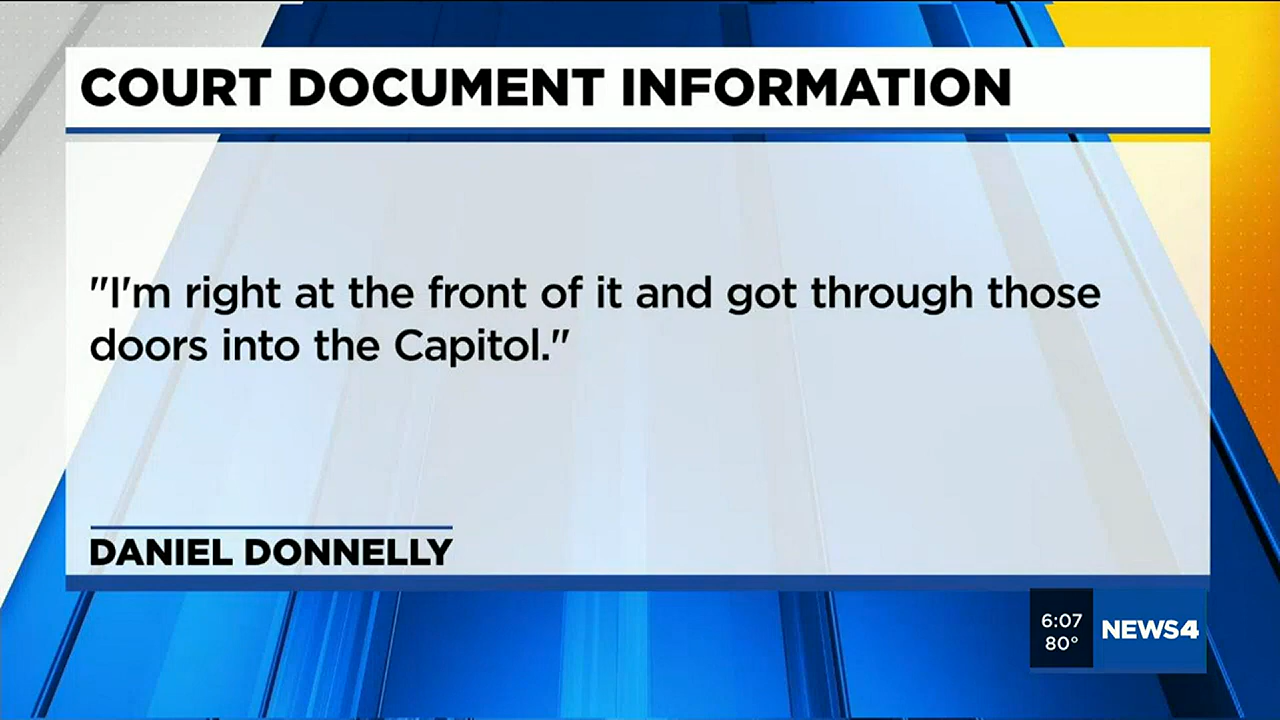 COURT DOCUMENT INFORMATION
"I'm right at the front of it and got through those
doors into the Capitol."
DANIEL DONNELLY
6:07
80°
NEWS4